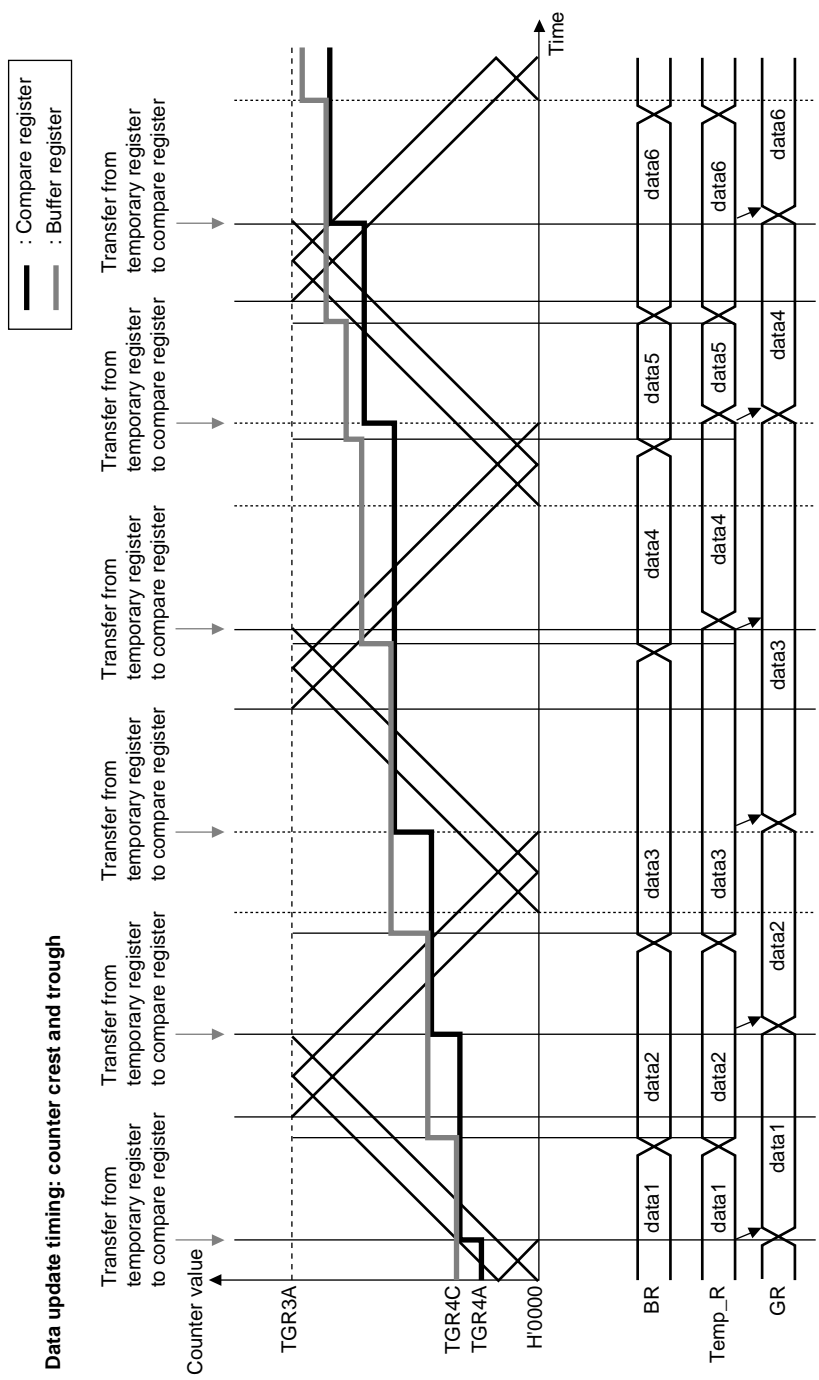 Data update timing: counter crest and trough
: Compare register
: Buffer register
Transfer from
temporary register
to compare register
Transfer from
temporary register
to compare register
Transfer from
temporary register
to compare register
Transfer from
temporary register
to compare register
Transfer from
temporary register
to compare register
Transfer from
temporary register
to compare register
Counter value
TGR3A
TGR4C
TGR4A
H'0000
Time
BR
data1
data2
data3
data4
data5
data6
Temp_R
data1
data2
data3
data4
data5
data6
GR
data1
data2
data3
data4
data6